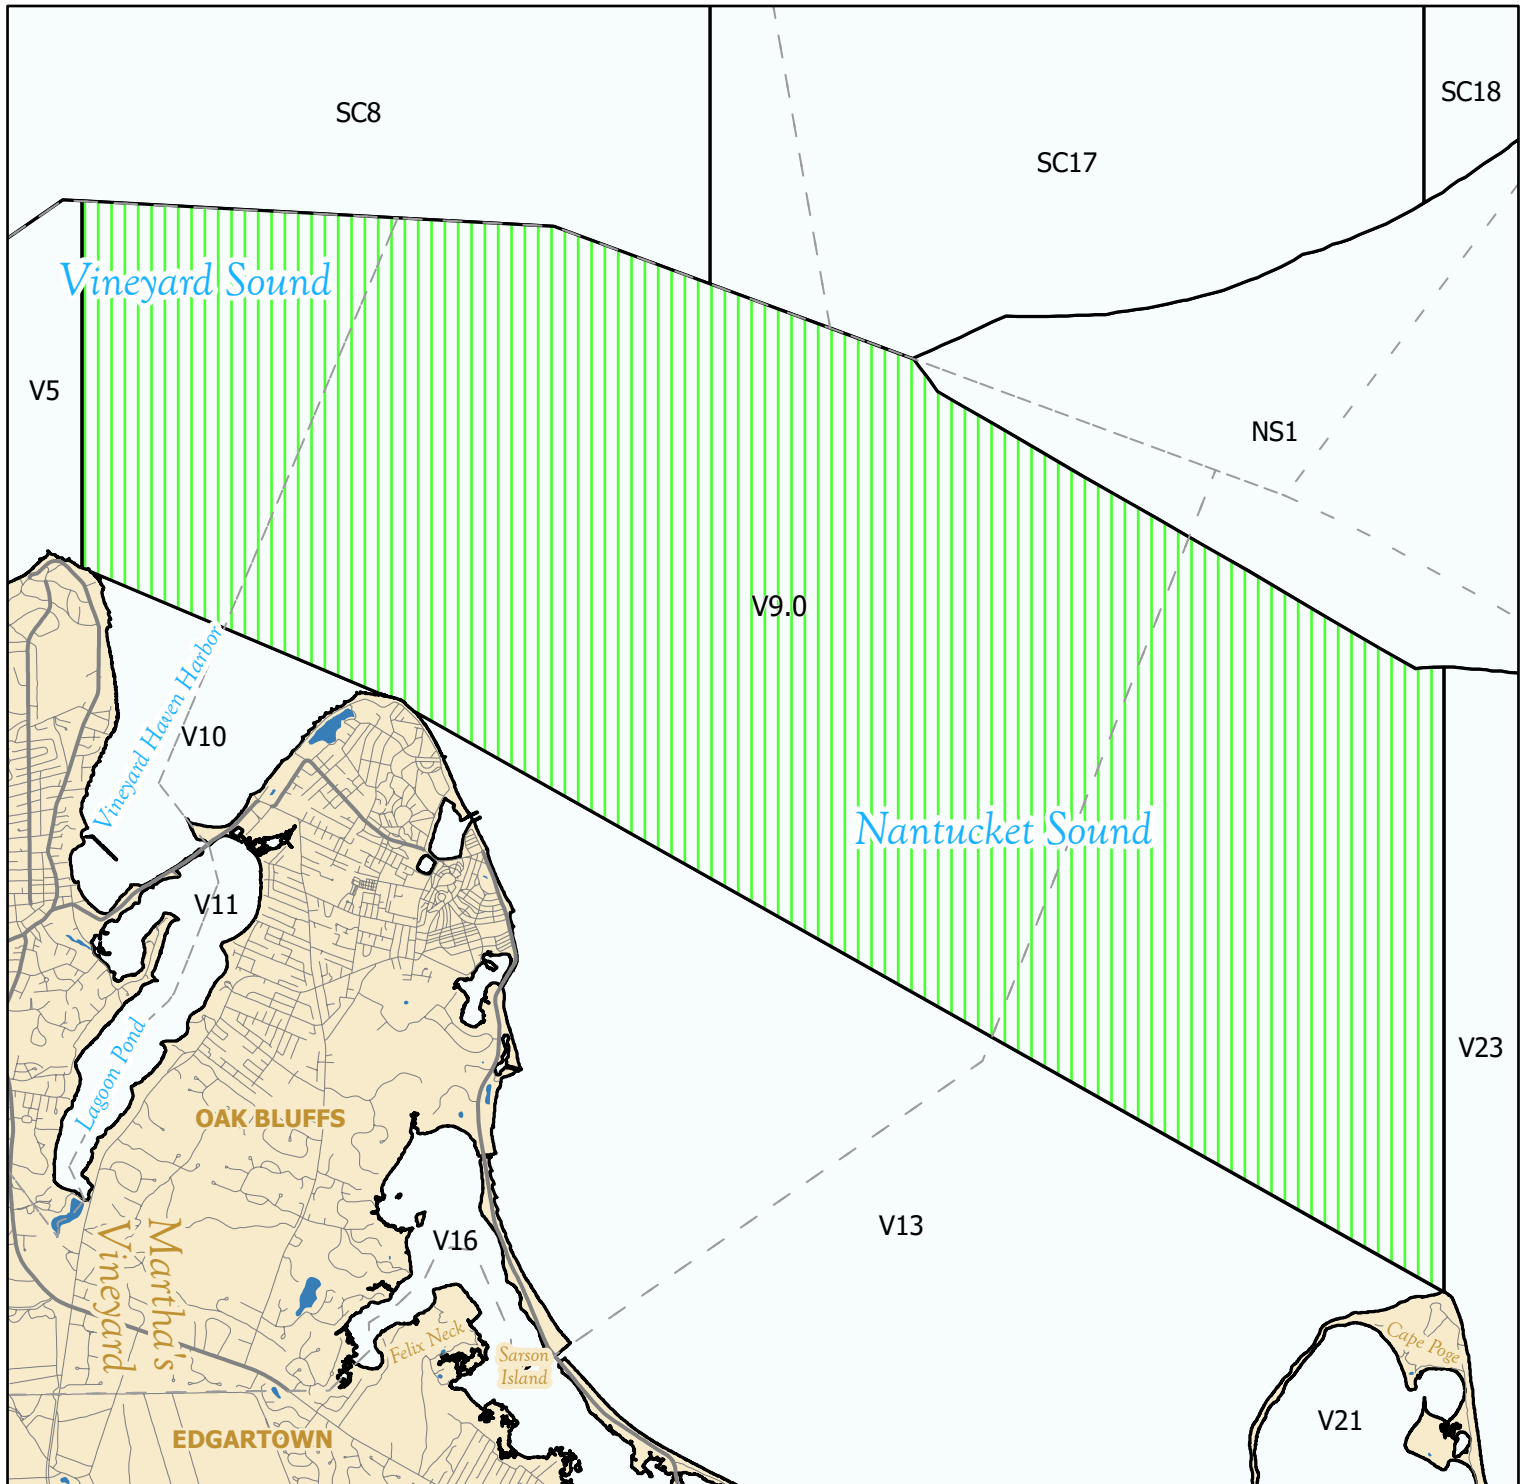 SC18
SC8
SC17
Vineyard Sound
V5
NS1
V9.0
Vineyard Haven Harbor
V10
Nantucket Sound
V11
V23
Lagoon Pond
OAK BLUFFS
V13
V16
Martha's
Vineyard
Felix Neck
Cape Poge
Sarson
Island
V21
EDGARTOWN